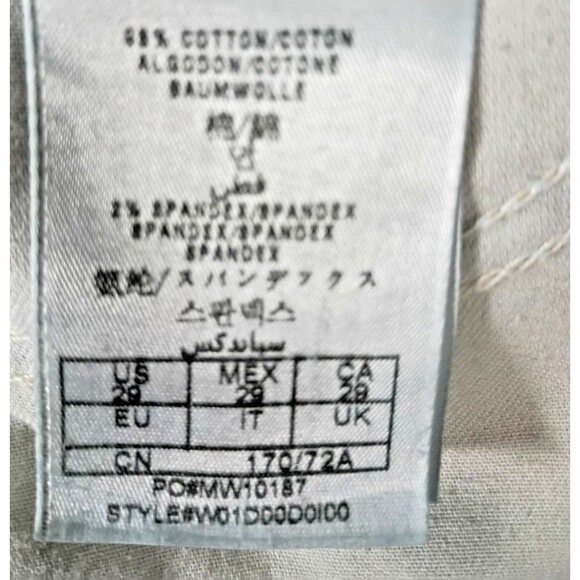 68% COTTON/COTON
ALGODON/COTONE
BAUMWOLLE
棉/綿
면
قطن
2% SPANDEX/SPANDEX
SPANDEX/SPANDEX
SPANDEX
氨纶/スパンデックス
스판덱스
سباندكس
US MEX CA
29 29 29
EU IT UK
CN 170/72A
PO#MW10187
STYLE#W01D00D0I00